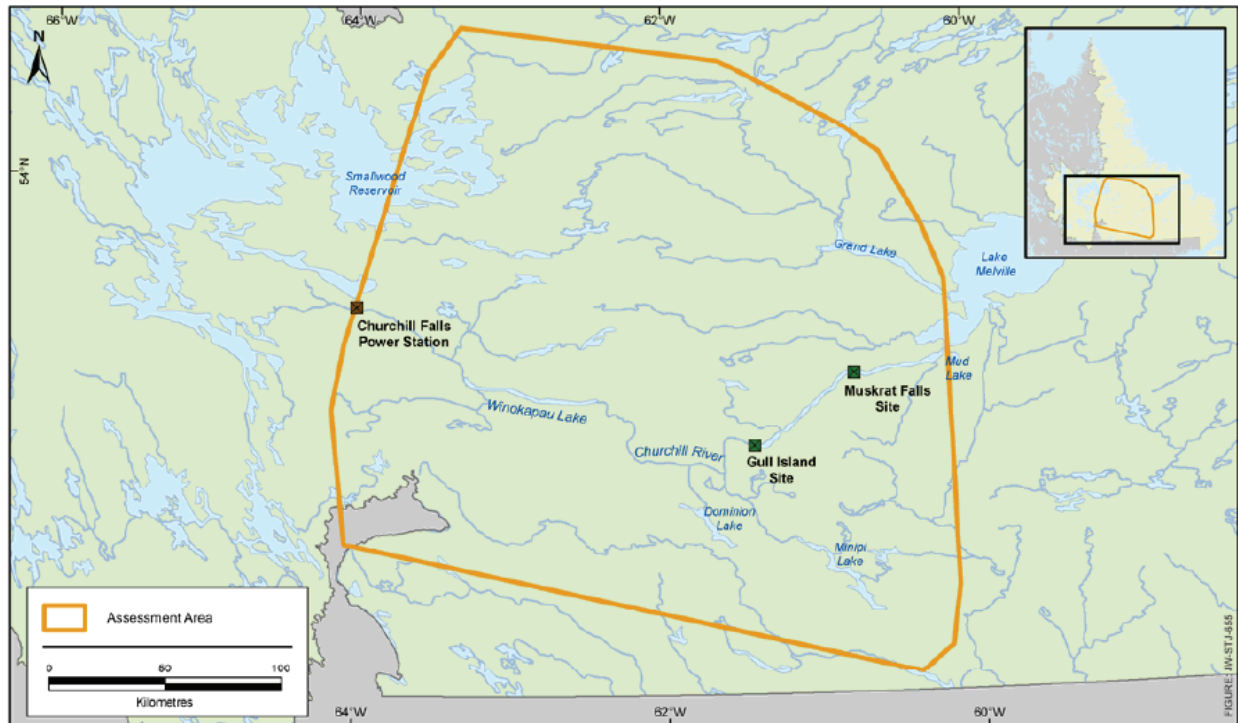 66°W
64°W
62°W
60°W
N
54°N
Smallwood
Reservoir
Grand Lake
Lake
Melville
Churchill Falls
Power Station
Mud
Lake
Muskrat Falls
Site
Winokapau Lake
Churchill River
Gull Island
Site
Dominion
Lake
Minipi
Lake
Assessment Area
0 50 100
Kilometres
FIGURE: JW-STJ-655
64°W
62°W
60°W